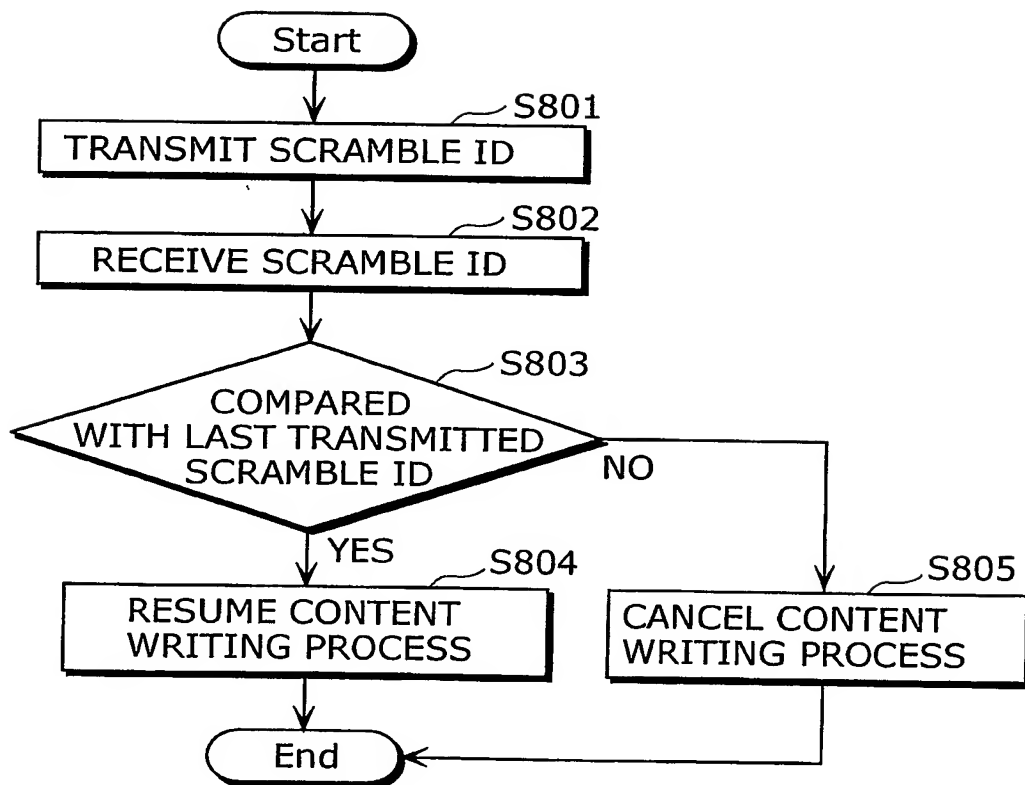 Start
S801
TRANSMIT SCRAMBLE ID
S802
RECEIVE SCRAMBLE ID
S803
COMPARED
WITH LAST TRANSMITTED
SCRAMBLE ID
NO
YES
S804
RESUME CONTENT
WRITING PROCESS
S805
CANCEL CONTENT
WRITING PROCESS
End